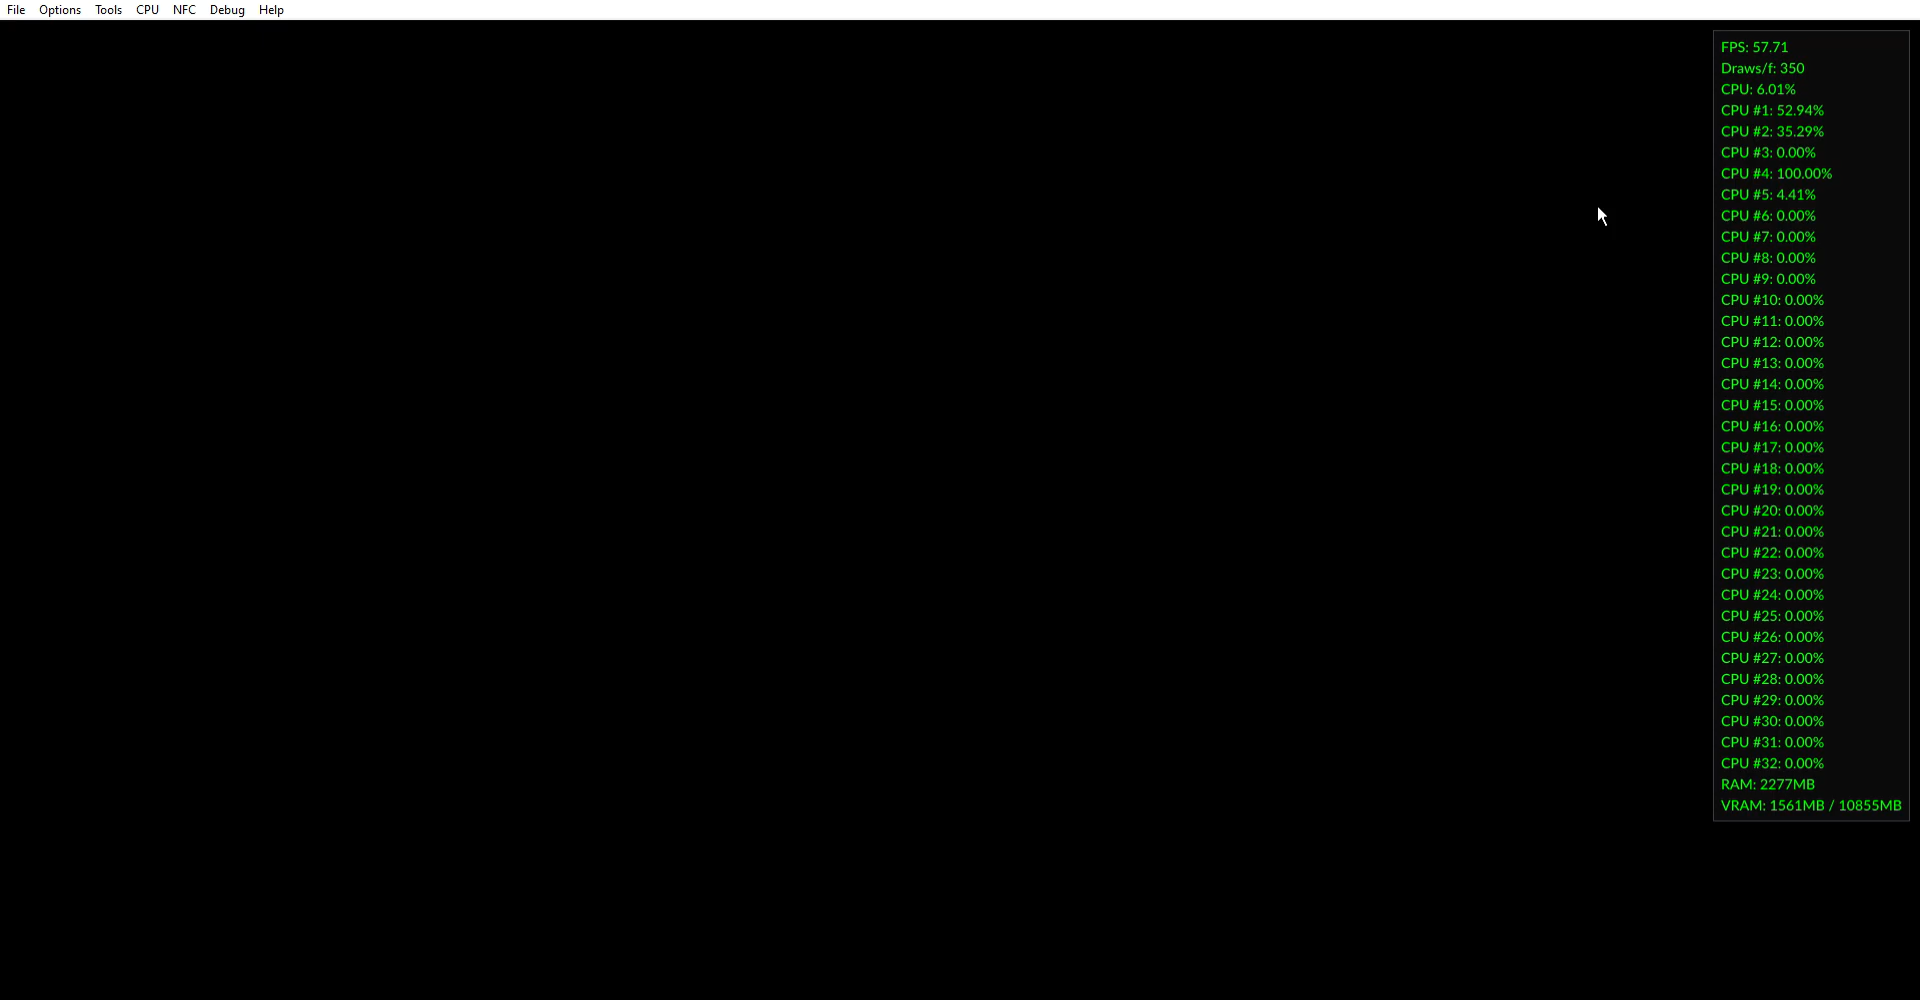 File Options Tools CPU NFC Debug Help
FPS: 57.71
Draws/f: 350
CPU: 6.01%
CPU #1: 52.94%
CPU #2: 35.29%
CPU #3: 0.00%
CPU #4: 100.00%
CPU #5: 4.41%
CPU #6: 0.00%
CPU #7: 0.00%
CPU #8: 0.00%
CPU #9: 0.00%
CPU #10: 0.00%
CPU #11: 0.00%
CPU #12: 0.00%
CPU #13: 0.00%
CPU #14: 0.00%
CPU #15: 0.00%
CPU #16: 0.00%
CPU #17: 0.00%
CPU #18: 0.00%
CPU #19: 0.00%
CPU #20: 0.00%
CPU #21: 0.00%
CPU #22: 0.00%
CPU #23: 0.00%
CPU #24: 0.00%
CPU #25: 0.00%
CPU #26: 0.00%
CPU #27: 0.00%
CPU #28: 0.00%
CPU #29: 0.00%
CPU #30: 0.00%
CPU #31: 0.00%
CPU #32: 0.00%
RAM: 2277MB
VRAM: 1561MB / 10855MB